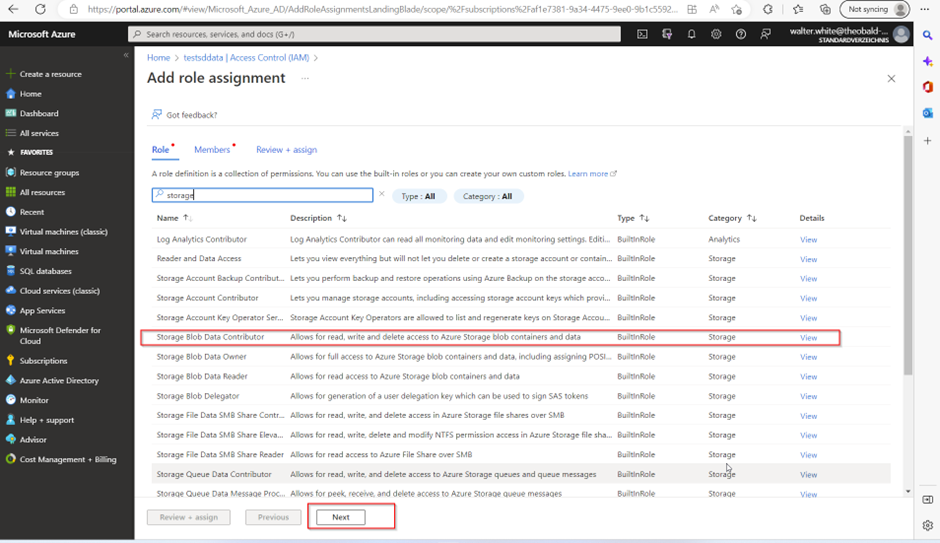 https://portal.azure.com/#view/Microsoft_Azure_AD/AddRoleAssignmentsLandingBlade/scope/%2Fsubscriptions%2Faf1e7381-9a34-4475-9ee0-9b1c5592...
Not syncing
Microsoft Azure
Search resources, services, and docs (G+/)
walter.white@theobald-...
STANDARDVERZEICHNIS
Create a resource
Home
Dashboard
All services
FAVORITES
Resource groups
All resources
Recent
Virtual machines (classic)
Virtual machines
SQL databases
Cloud services (classic)
App Services
Microsoft Defender for
Cloud
Subscriptions
Azure Active Directory
Monitor
Help + support
Advisor
Cost Management + Billing
Home > testsddata | Access Control (IAM) >
Add role assignment ...
Got feedback?
Role Members Review + assign
A role definition is a collection of permissions. You can use the built-in roles or you can create your own custom roles. Learn more
storage
Type : All
Category : All
Name Description Type Category Details
Log Analytics Contributor Log Analytics Contributor can read all monitoring data and edit monitoring settings. Editi... BuiltInRole Analytics View
Reader and Data Access Lets you view everything but will not let you delete or create a storage account or contain... BuiltInRole Storage View
Storage Account Backup Contribut... Lets you perform backup and restore operations using Azure Backup on the storage acco... BuiltInRole Storage View
Storage Account Contributor Lets you manage storage accounts, including accessing storage account keys which provi... BuiltInRole Storage View
Storage Account Key Operator Ser... Storage Account Key Operators are allowed to list and regenerate keys on Storage Accou... BuiltInRole Storage View
Storage Blob Data Contributor Allows for read, write and delete access to Azure Storage blob containers and data BuiltInRole Storage View
Storage Blob Data Owner Allows for full access to Azure Storage blob containers and data, including assigning POSI... BuiltInRole Storage View
Storage Blob Data Reader Allows for read access to Azure Storage blob containers and data BuiltInRole Storage View
Storage Blob Delegator Allows for generation of a user delegation key which can be used to sign SAS tokens BuiltInRole Storage View
Storage File Data SMB Share Contr... Allows for read, write, and delete access in Azure Storage file shares over SMB BuiltInRole Storage View
Storage File Data SMB Share Eleva... Allows for read, write, delete and modify NTFS permission access in Azure Storage file sha... BuiltInRole Storage View
Storage File Data SMB Share Reader Allows for read access to Azure File Share over SMB BuiltInRole Storage View
Storage Queue Data Contributor Allows for read, write, and delete access to Azure Storage queues and queue messages BuiltInRole Storage View
Storage Queue Data Message Proc... Allows for peek, receive, and delete access to Azure Storage queue messages BuiltInRole Storage View
Review + assign
Previous
Next